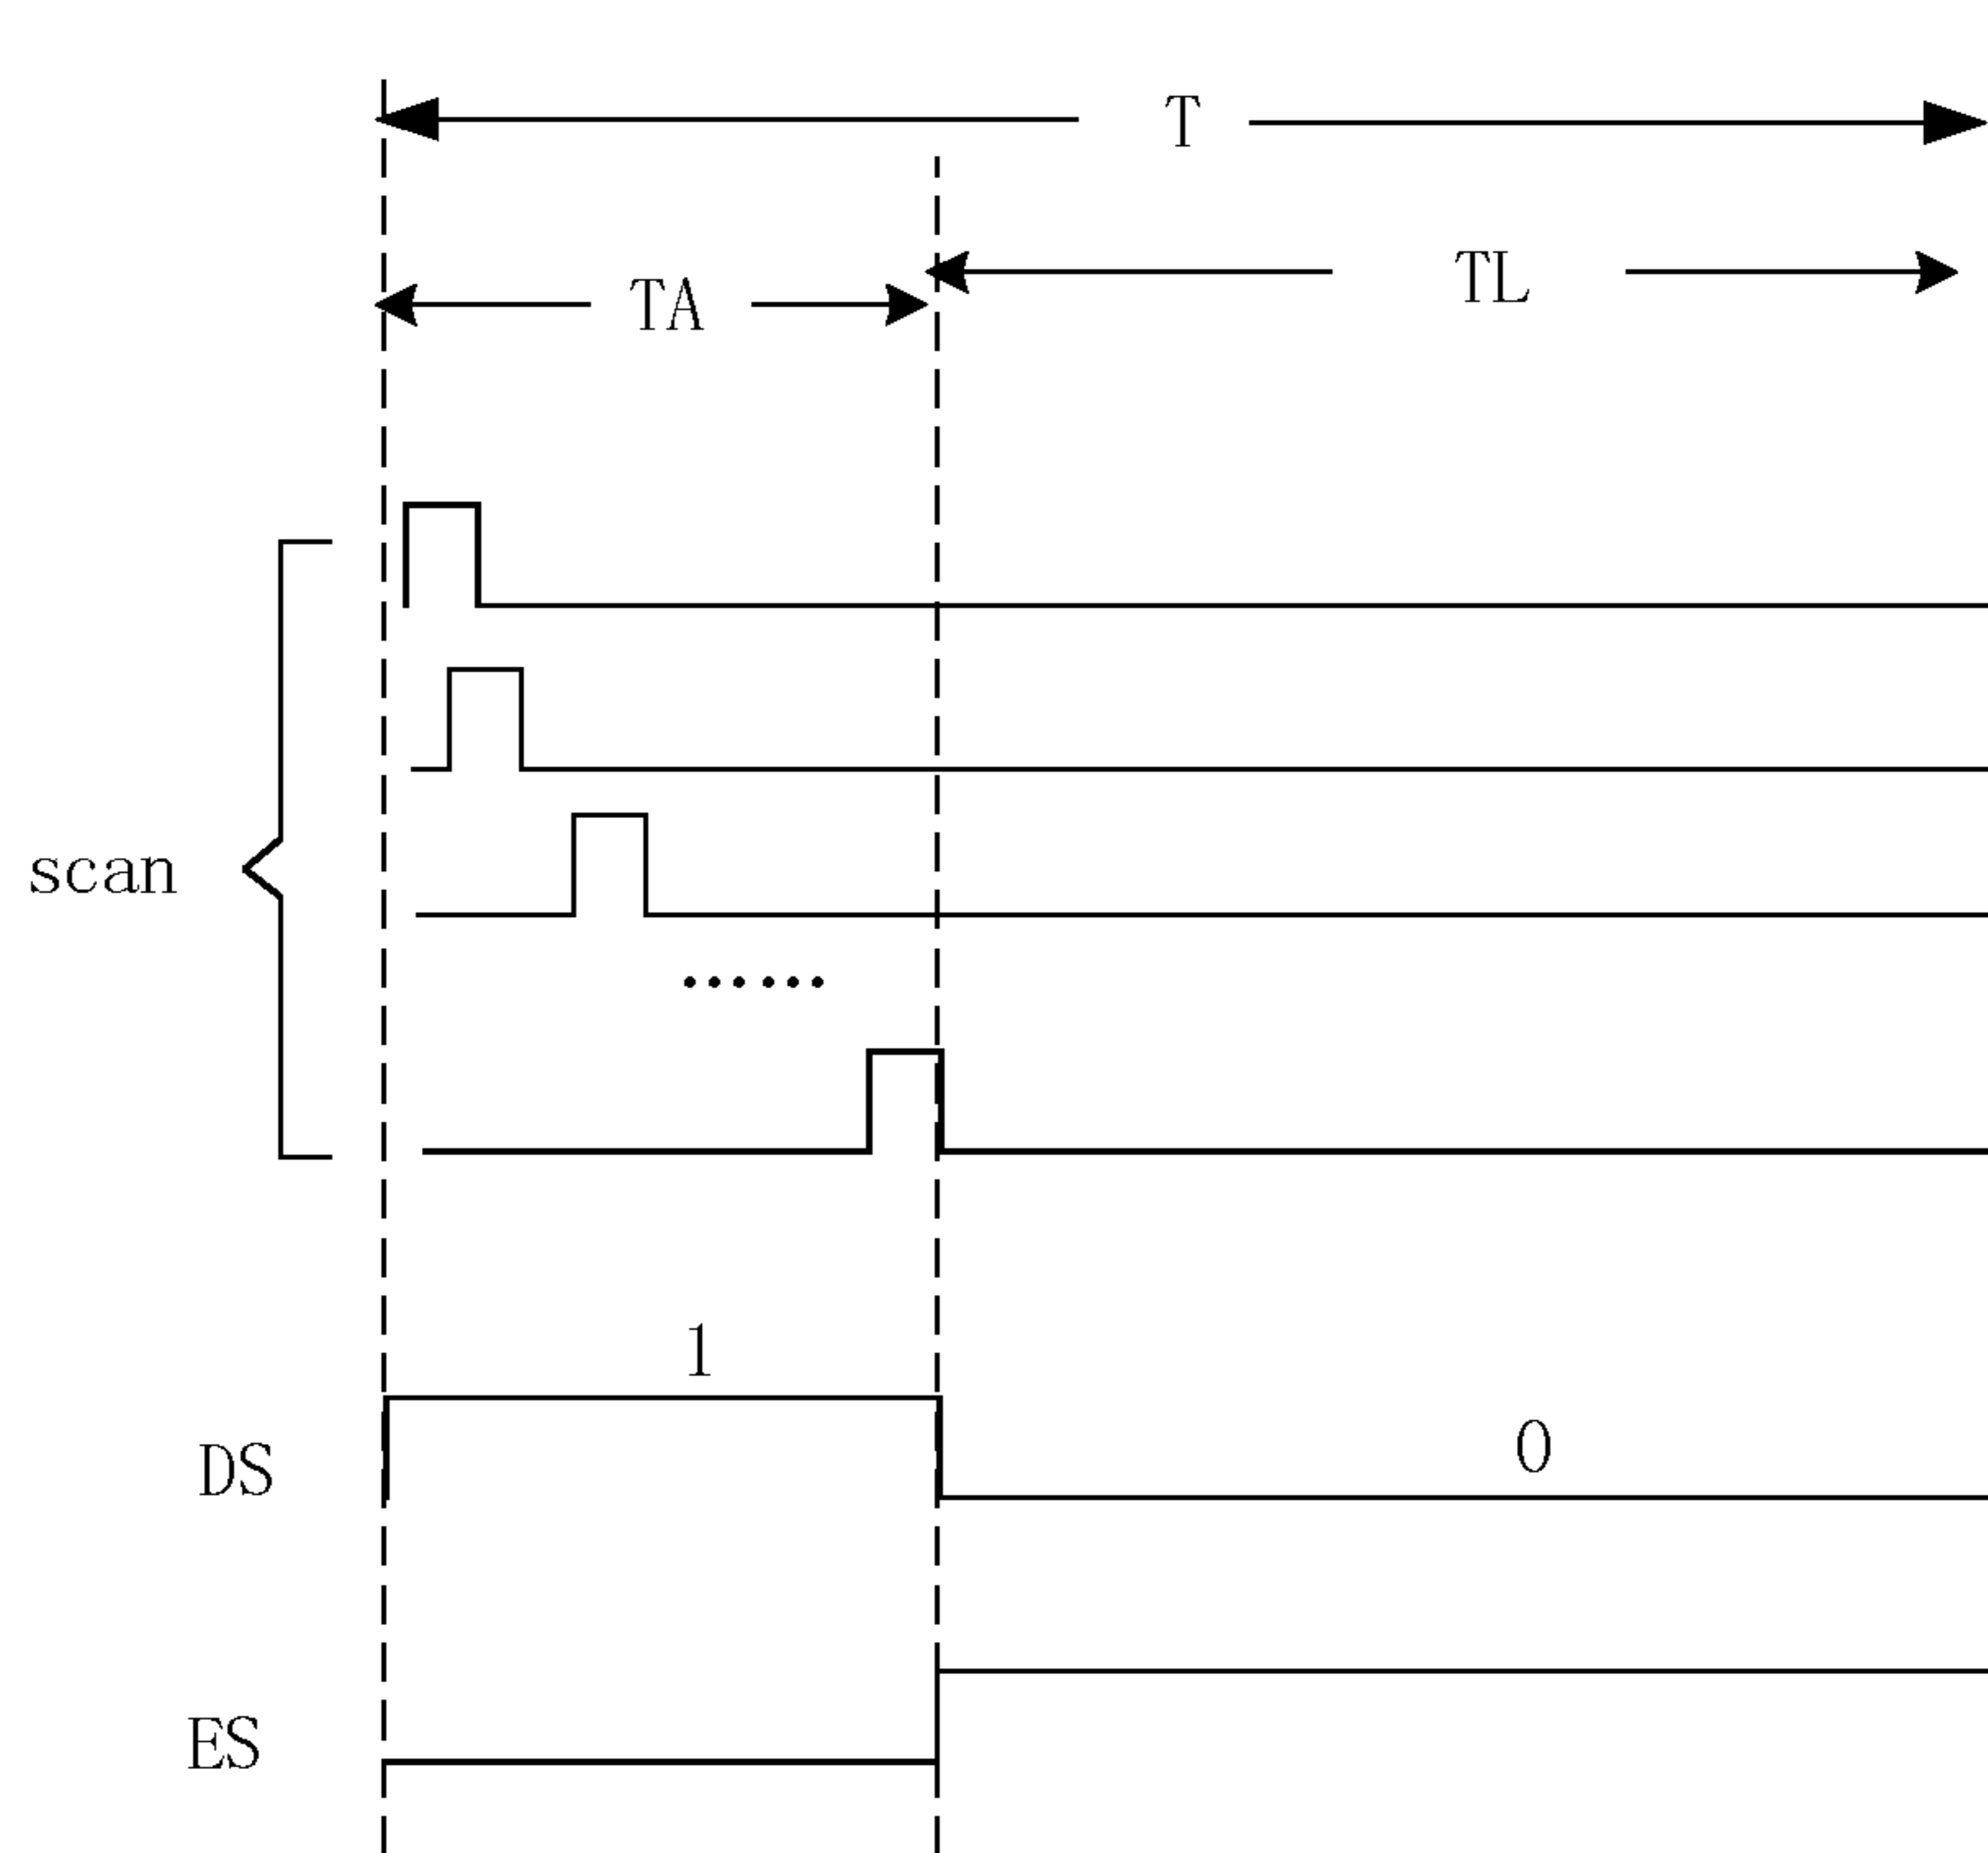 T
TA
TL
scan
......
1
DS
0
ES